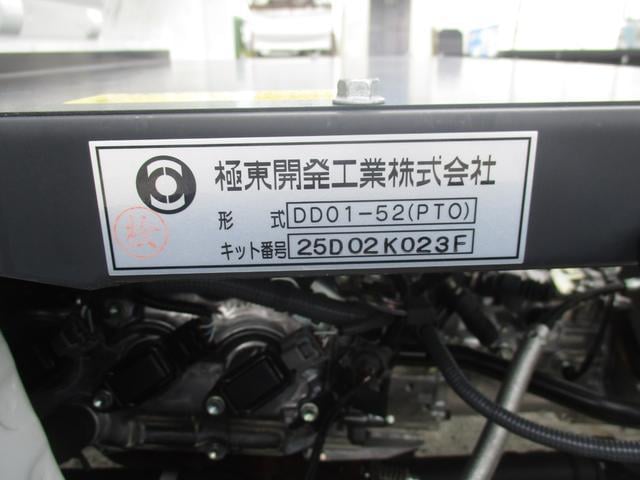 極東開発工業株式会社
形 式 DD01-52(PTO)
キット番号 25D02K023F